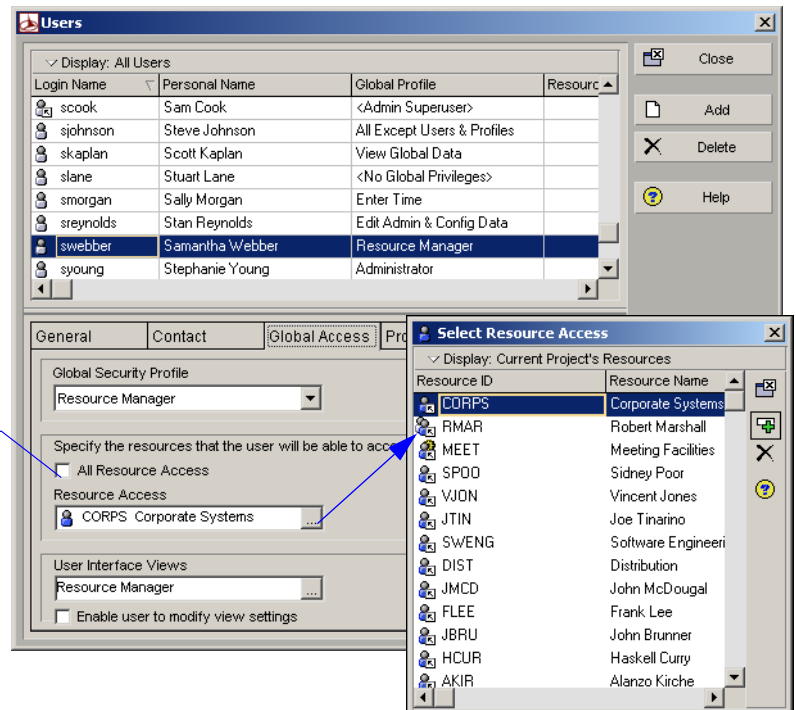 Users
Display: All Users
Login Name Personal Name Global Profile Resourc
scook Sam Cook <Admin Superuser>
sjohnson Steve Johnson All Except Users & Profiles
skaplan Scott Kaplan View Global Data
slane Stuart Lane <No Global Privileges>
smorgan Sally Morgan Enter Time
sreynolds Stan Reynolds Edit Admin & Config Data
swebber Samantha Webber Resource Manager
syoung Stephanie Young Administrator
Close
Add
Delete
? Help
General Contact Global Access Pro
Global Security Profile
Resource Manager
Specify the resources that the user will be able to acce
All Resource Access
Resource Access
CORPS Corporate Systems ...
User Interface Views
Resource Manager ...
Enable user to modify view settings
Select Resource Access
Display: Current Project's Resources
Resource ID Resource Name
CORPS Corporate Systems
RMAR Robert Marshall
MEET Meeting Facilities
SPOO Sidney Poor
VJON Vincent Jones
JTIN Joe Tinarino
SWENG Software Engineeri
DIST Distribution
JMCD John McDougal
FLEE Frank Lee
JBRU John Brunner
HCUR Haskell Curry
AKIR Alanzo Kirche
?